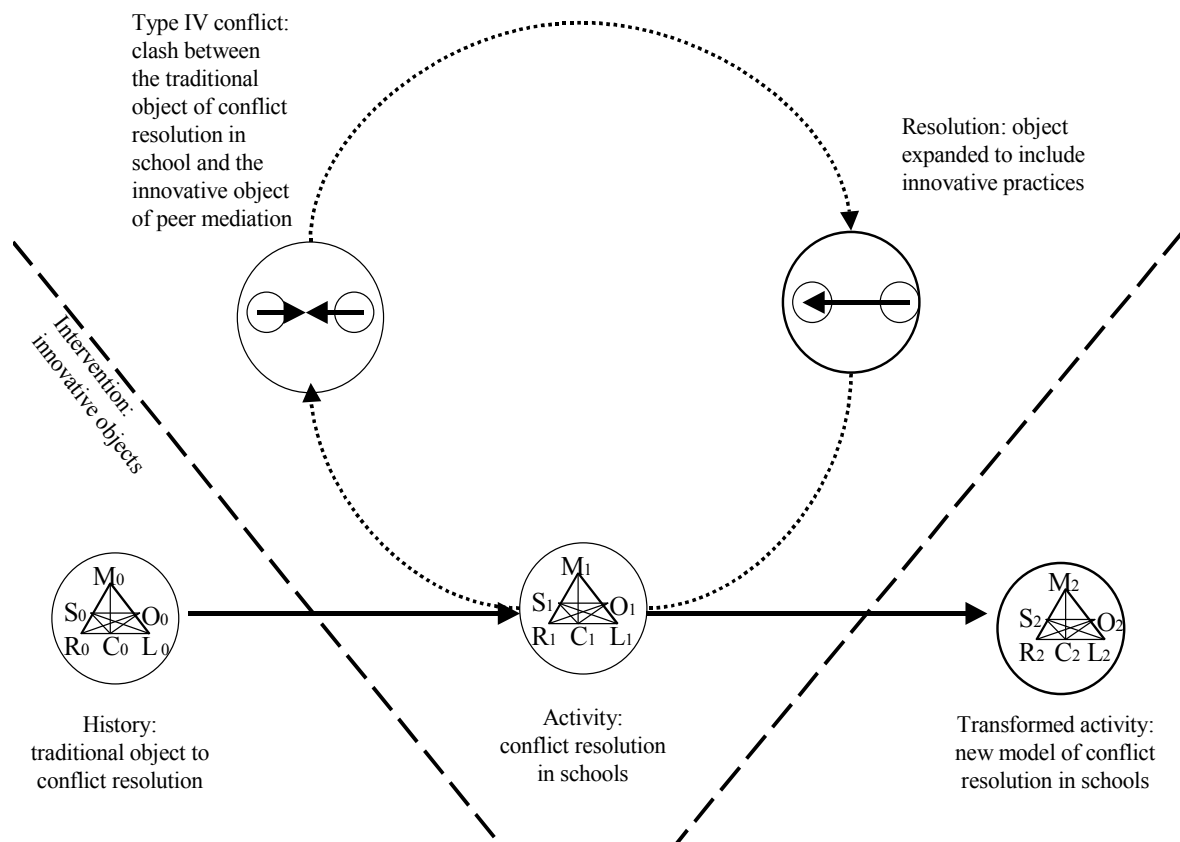 Type IV conflict:
clash between
the traditional
object of conflict
resolution in
school and the
innovative object
of peer mediation
Resolution: object
expanded to include
innovative practices
Intervention:
innovative objects
M0
S0 O0
R0 C0 L0
History:
traditional object to
conflict resolution
M1
S1 O1
R1 C1 L1
Activity:
conflict resolution
in schools
M2
S2 O2
R2 C2 L2
Transformed activity:
new model of conflict
resolution in schools